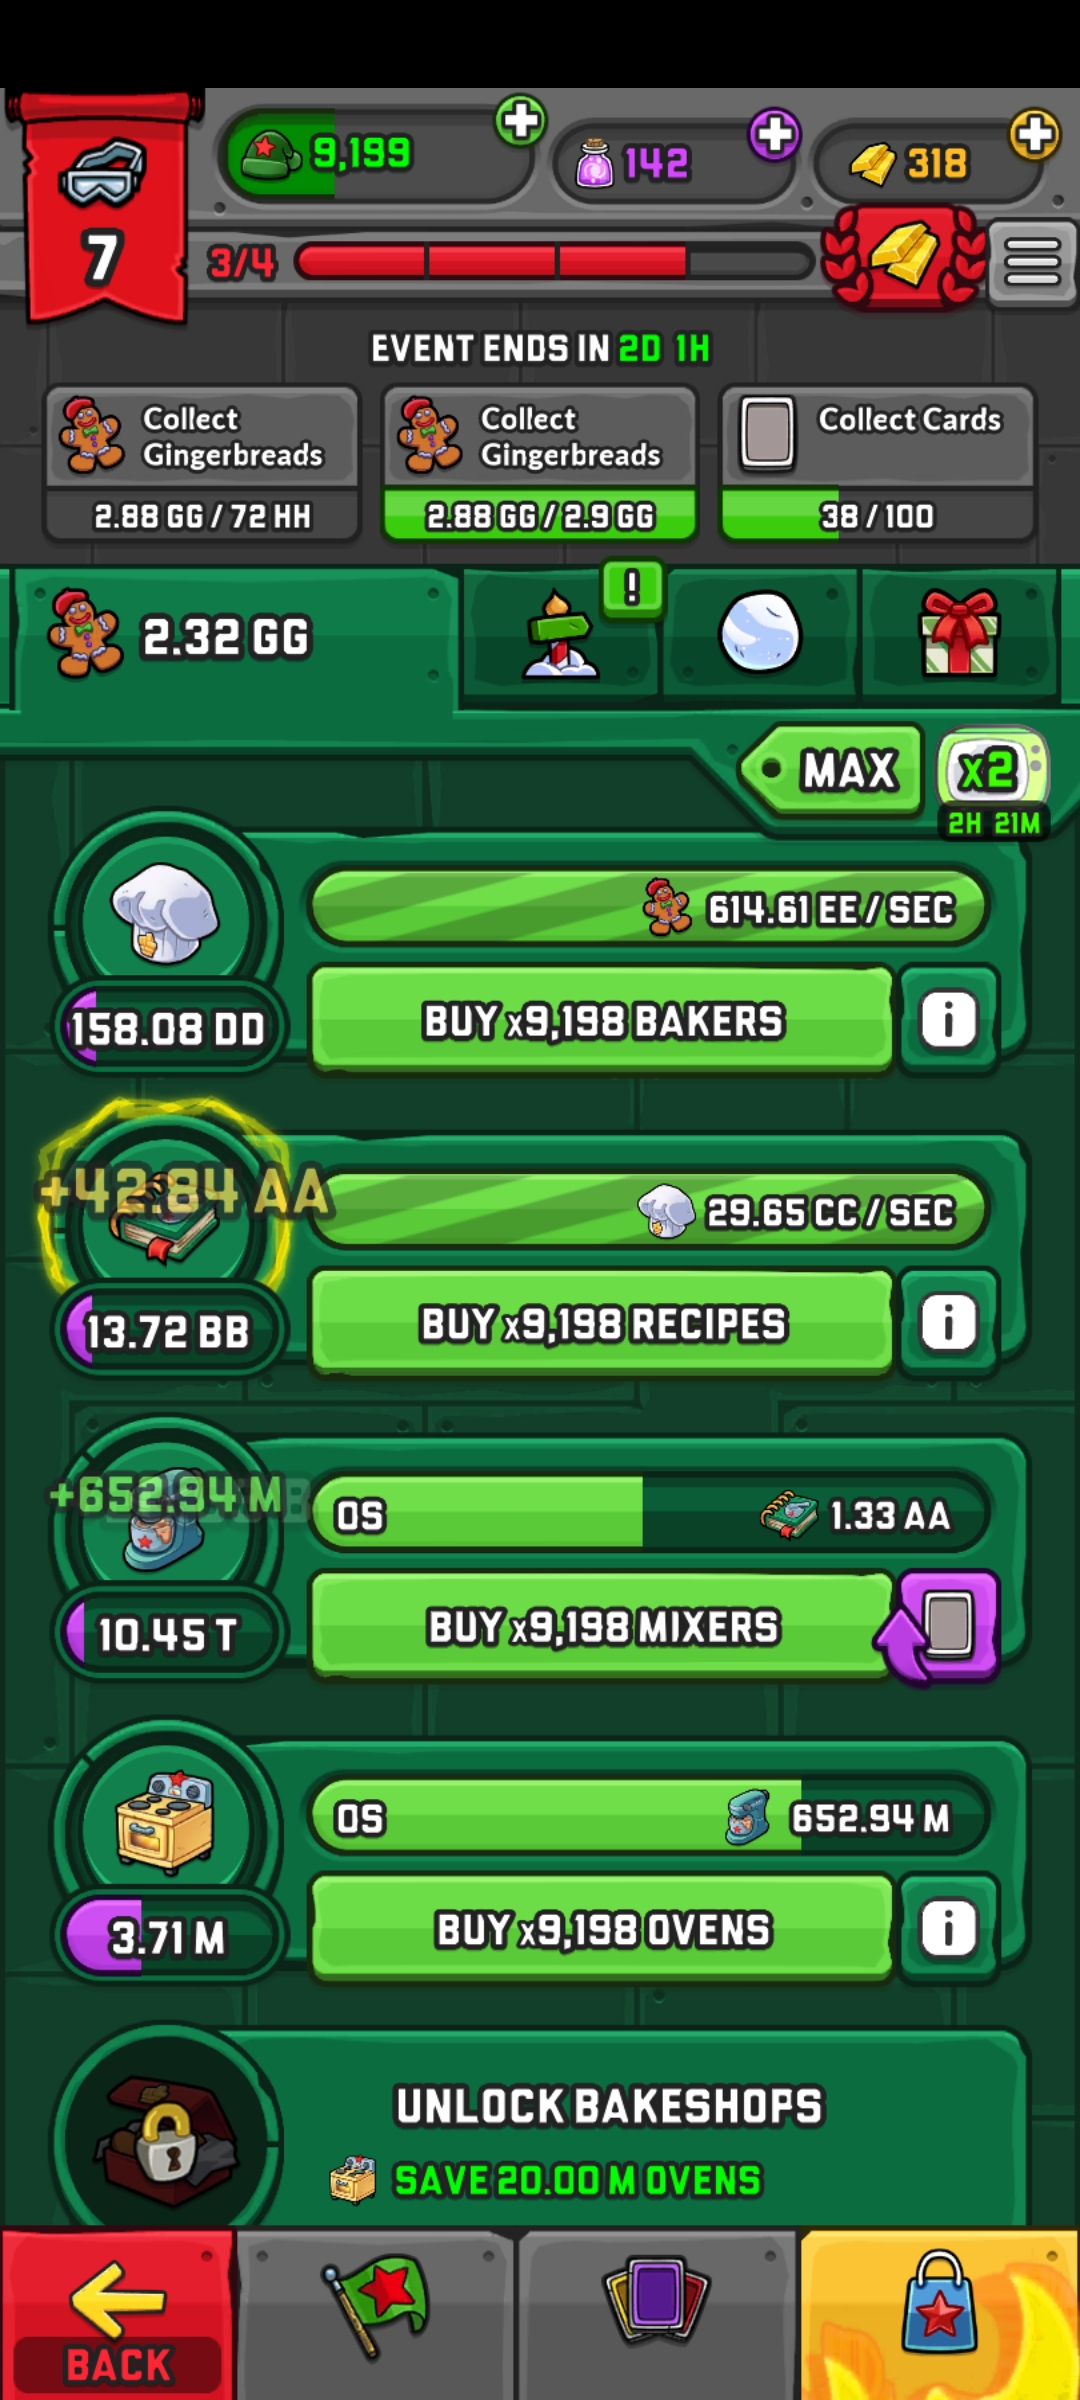 9,199
142
318
7
3/4
EVENT ENDS IN 2D 1H
Collect
Gingerbreads
2.88 GG / 72 HH
Collect
Gingerbreads
2.88 GG / 2.9 GG
Collect Cards
38 / 100
2.32 GG
!
MAX
x2
2H 21M
614.61 EE / SEC
158.08 DD
BUY x9,198 BAKERS
i
+42.84 AA
29.65 CC / SEC
13.72 BB
BUY x9,198 RECIPES
i
+652.94 M
0S
1.33 AA
10.45 T
BUY x9,198 MIXERS
0S
652.94 M
3.71 M
BUY x9,198 OVENS
i
UNLOCK BAKESHOPS
SAVE 20.00 M OVENS
BACK